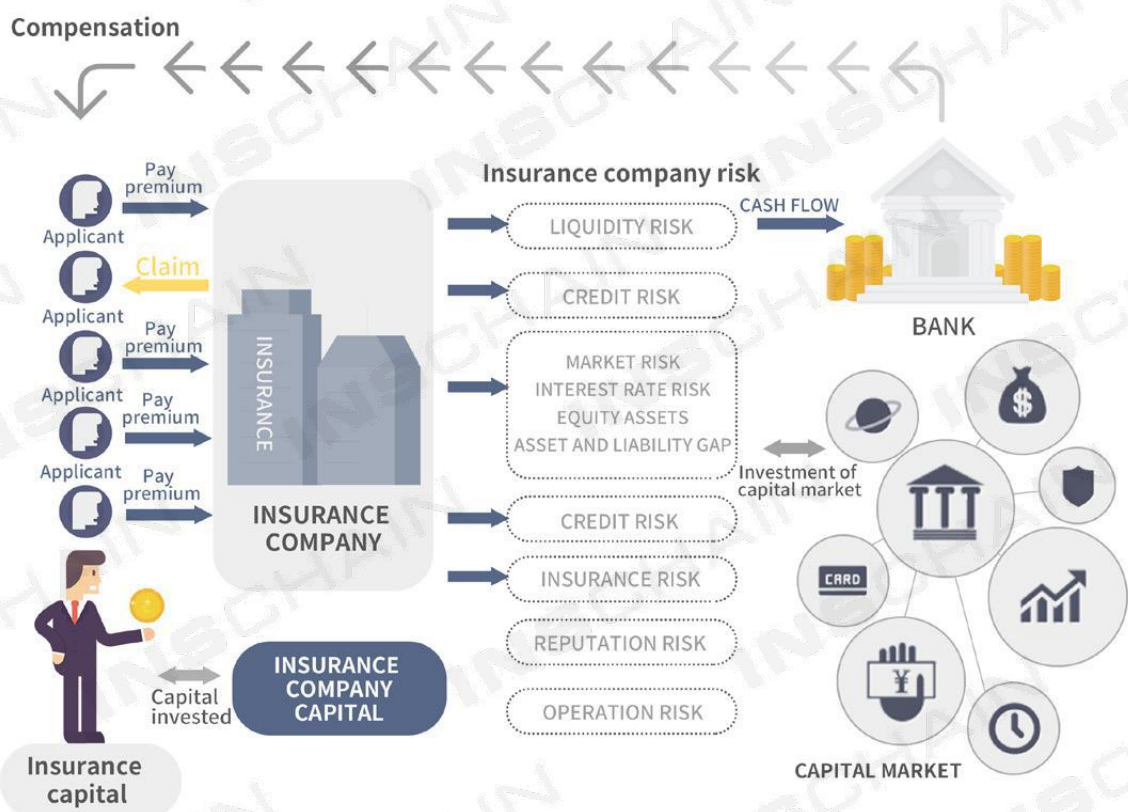 Compensation
Insurance company risk
Pay
premium
Applicant
Claim
Applicant
Pay
premium
Applicant
Pay
premium
Applicant
Pay
premium
INSURANCE
INSURANCE
COMPANY
LIQUIDITY RISK
CREDIT RISK
MARKET RISK
INTEREST RATE RISK
EQUITY ASSETS
ASSET AND LIABILITY GAP
CREDIT RISK
INSURANCE RISK
REPUTATION RISK
OPERATION RISK
CASH FLOW
BANK
Investment of
capital market
$
CARD
¥
CAPITAL MARKET
Capital
invested
INSURANCE
COMPANY
CAPITAL
Insurance
capital
INSCHAIN